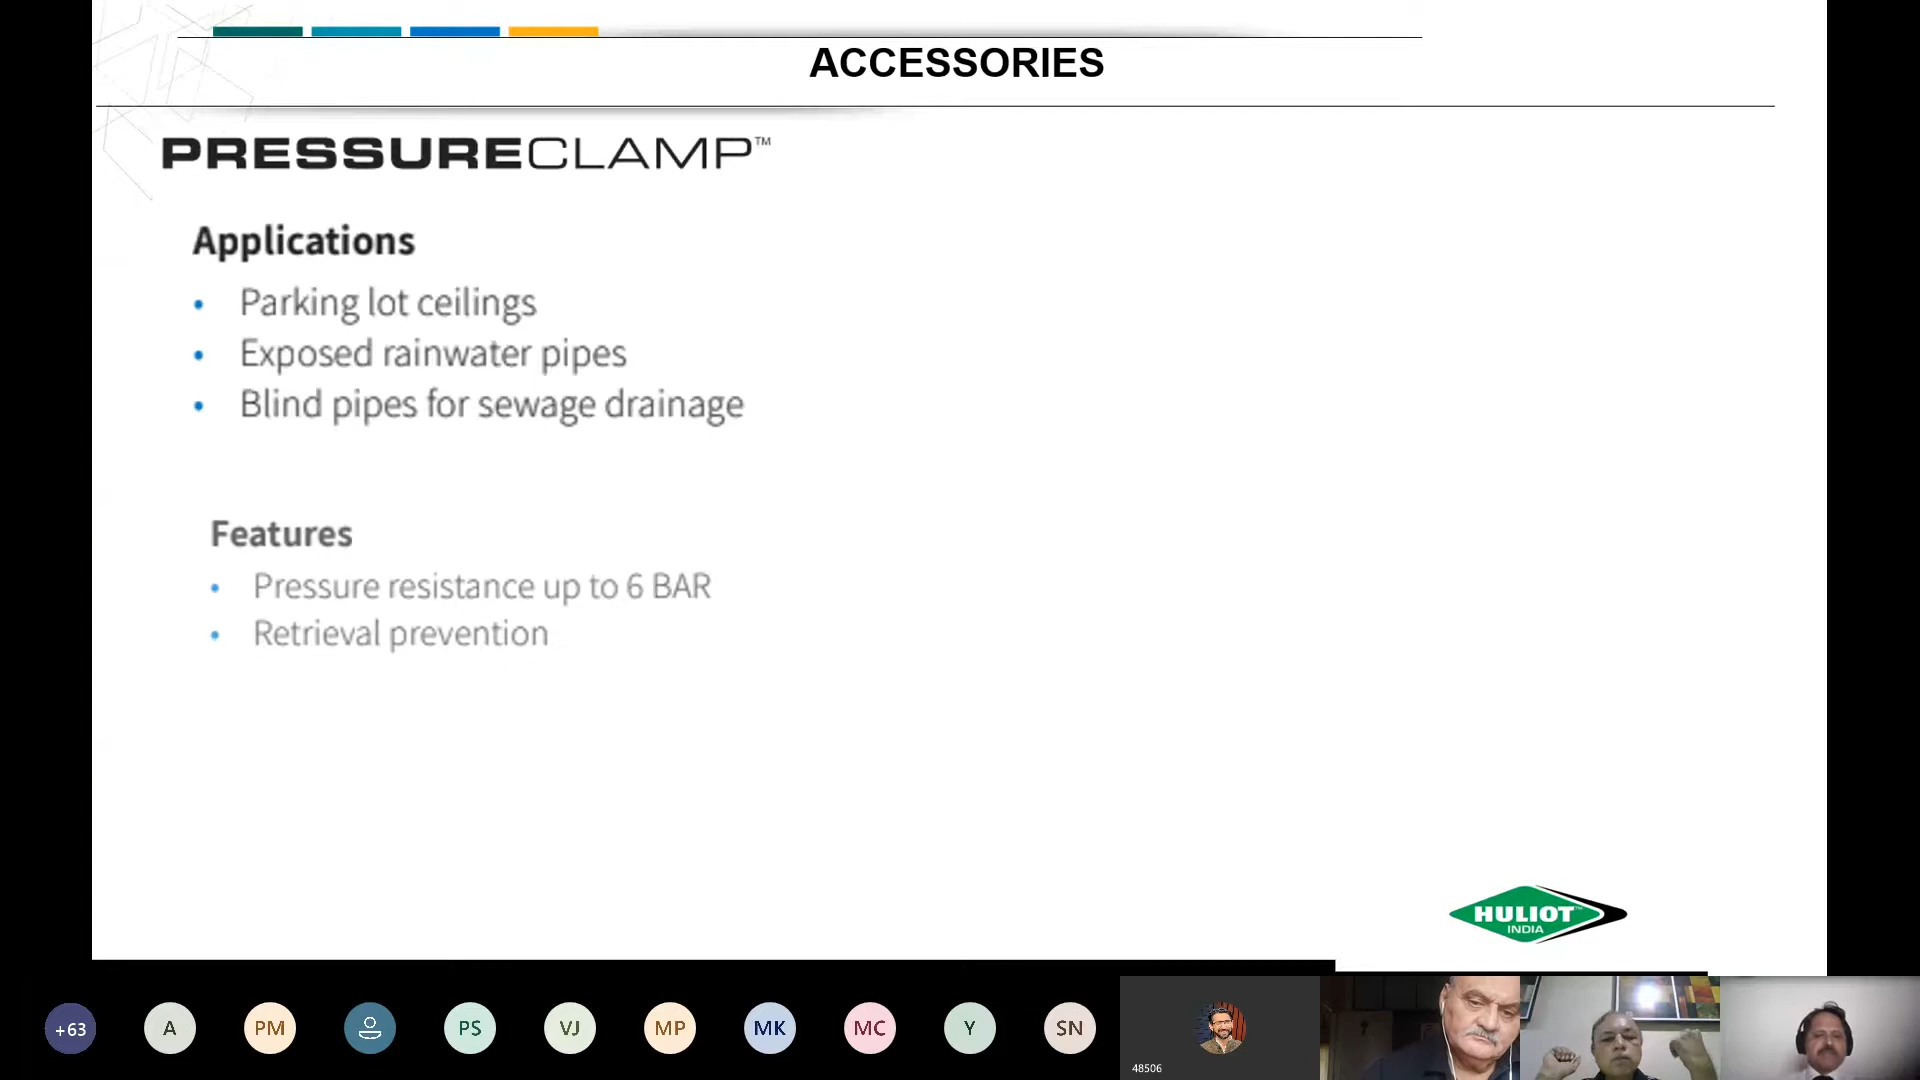 ACCESSORIES
PRESSURECLAMP™
Applications
• Parking lot ceilings
• Exposed rainwater pipes
• Blind pipes for sewage drainage
Features
• Pressure resistance up to 6 BAR
• Retrieval prevention
HULIOT
INDIA
+63 A PM PS VJ MP MK MC Y SN
48506